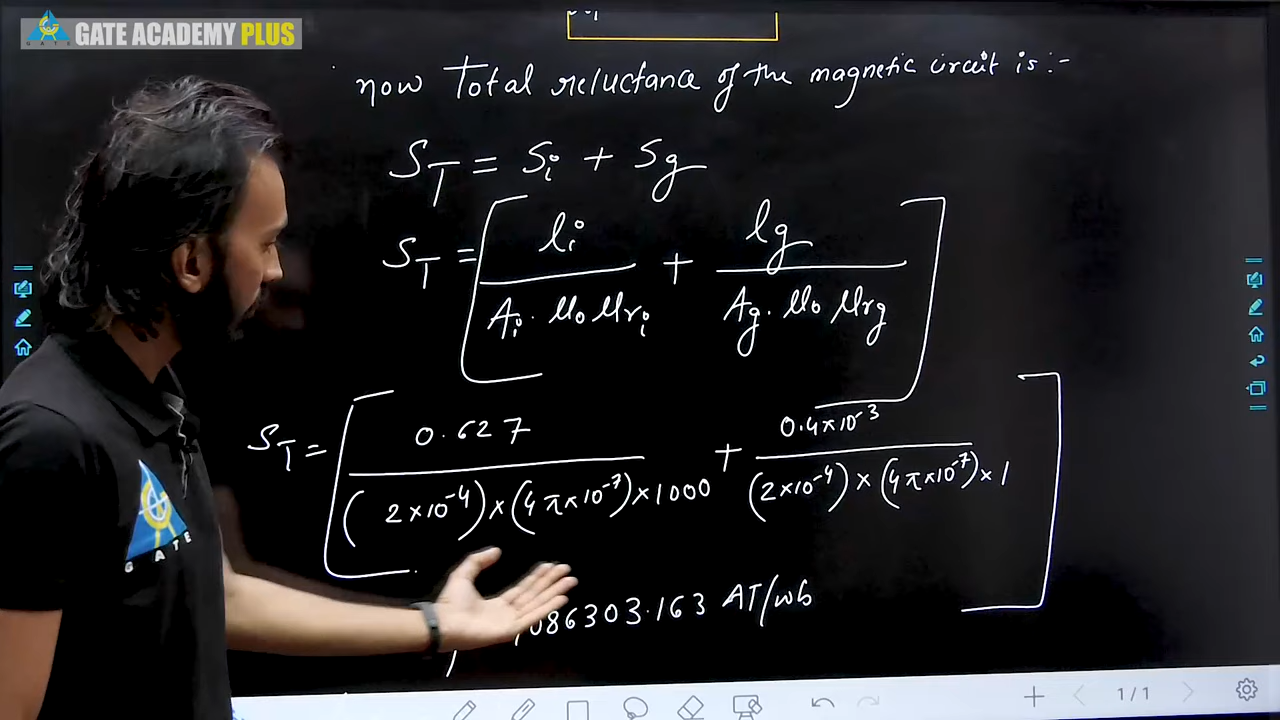 GATE ACADEMY PLUS
now Total reluctance of the magnetic circuit is :-
S_T = S_i + S_g
S_T = [ l_i / (A_i · μ₀ μr_i) + l_g / (A_g · μ₀ μr_g) ]
S_T = [ 0.627 / ((2×10⁻⁴)×(4π×10⁻⁷)×1000) + 0.4×10⁻³ / ((2×10⁻⁴)×(4π×10⁻⁷)×1) ]
086303.163 AT/wb
GATE
1/1